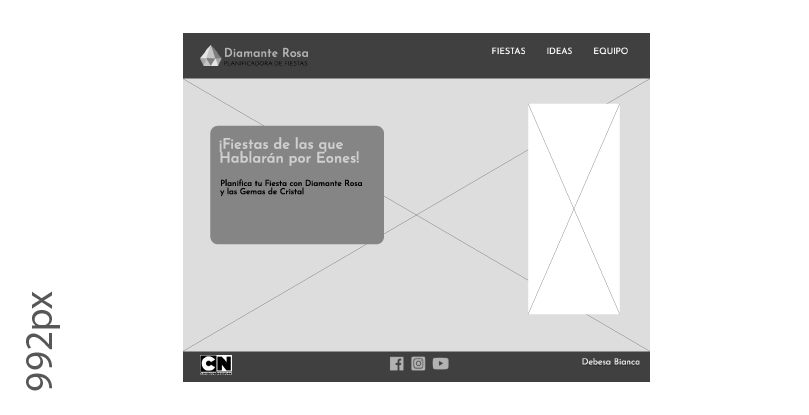 Diamante Rosa
PLANIFICADORA DE FIESTAS
FIESTAS IDEAS EQUIPO
¡Fiestas de las que
Hablarán por Eones!
Planifica tu Fiesta con Diamante Rosa
y las Gemas de Cristal
CN
Debesa Bianca
992px